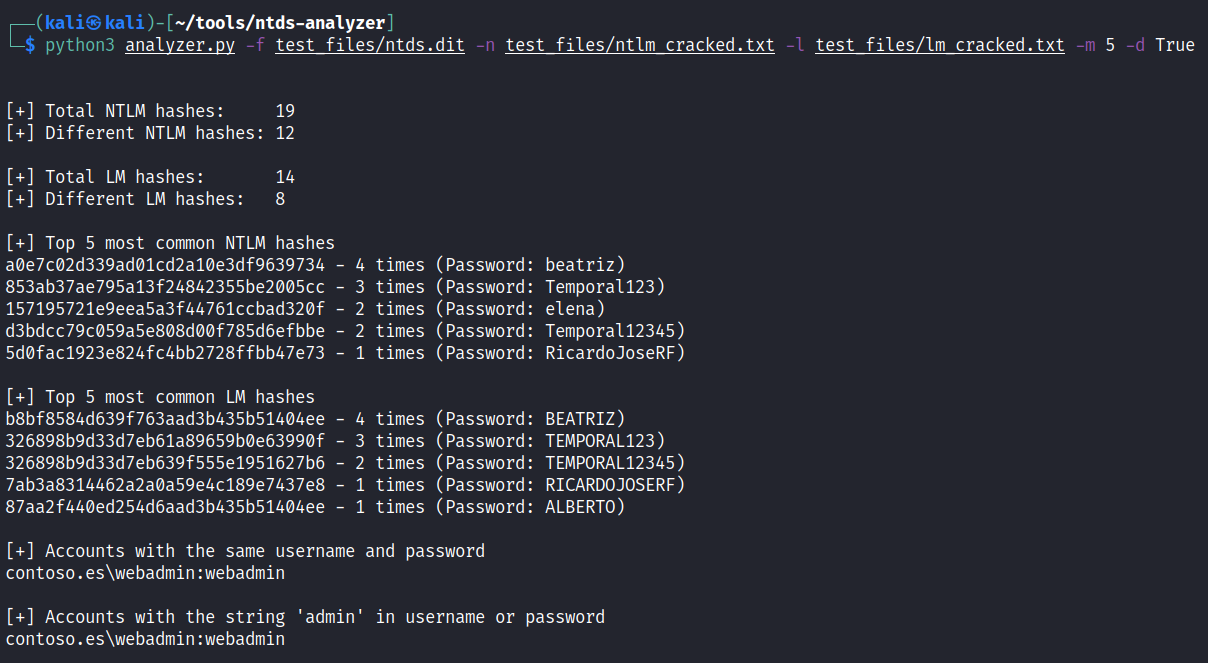 ┌──(kali㉿kali)-[~/tools/ntds-analyzer]
└─$ python3 analyzer.py -f test_files/ntds.dit -n test_files/ntlm_cracked.txt -l test_files/lm_cracked.txt -m 5 -d True
[+] Total NTLM hashes:     19
[+] Different NTLM hashes: 12
[+] Total LM hashes:       14
[+] Different LM hashes:   8
[+] Top 5 most common NTLM hashes
a0e7c02d339ad01cd2a10e3df9639734 - 4 times (Password: beatriz)
853ab37ae795a13f24842355be2005cc - 3 times (Password: Temporal123)
157195721e9eea5a3f44761ccbad320f - 2 times (Password: elena)
d3bdcc79c059a5e808d00f785d6efbbe - 2 times (Password: Temporal12345)
5d0fac1923e824fc4bb2728ffbb47e73 - 1 times (Password: RicardoJoseRF)
[+] Top 5 most common LM hashes
b8bf8584d639f763aad3b435b51404ee - 4 times (Password: BEATRIZ)
326898b9d33d7eb61a89659b0e63990f - 3 times (Password: TEMPORAL123)
326898b9d33d7eb639f555e1951627b6 - 2 times (Password: TEMPORAL12345)
7ab3a8314462a2a0a59e4c189e7437e8 - 1 times (Password: RICARDOJOSERF)
87aa2f440ed254d6aad3b435b51404ee - 1 times (Password: ALBERTO)
[+] Accounts with the same username and password
contoso.es\webadmin:webadmin
[+] Accounts with the string 'admin' in username or password
contoso.es\webadmin:webadmin